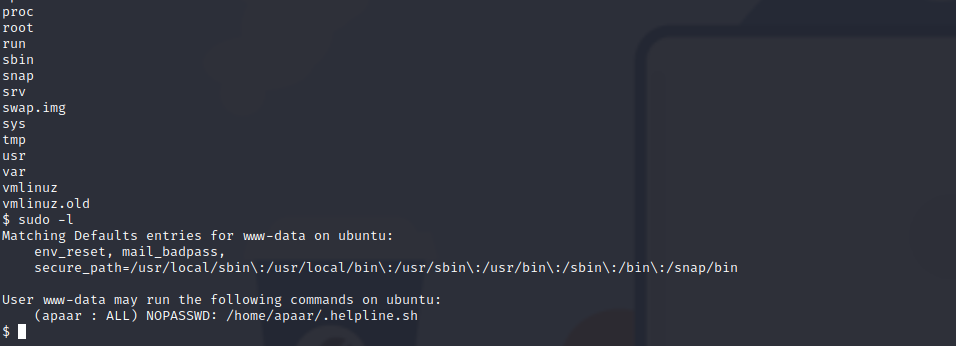 proc
root
run
sbin
snap
srv
swap.img
sys
tmp
usr
var
vmlinuz
vmlinuz.old
$ sudo -l
Matching Defaults entries for www-data on ubuntu:
    env_reset, mail_badpass,
    secure_path=/usr/local/sbin\:/usr/local/bin\:/usr/sbin\:/usr/bin\:/sbin\:/bin\:/snap/bin

User www-data may run the following commands on ubuntu:
    (apaar : ALL) NOPASSWD: /home/apaar/.helpline.sh
$